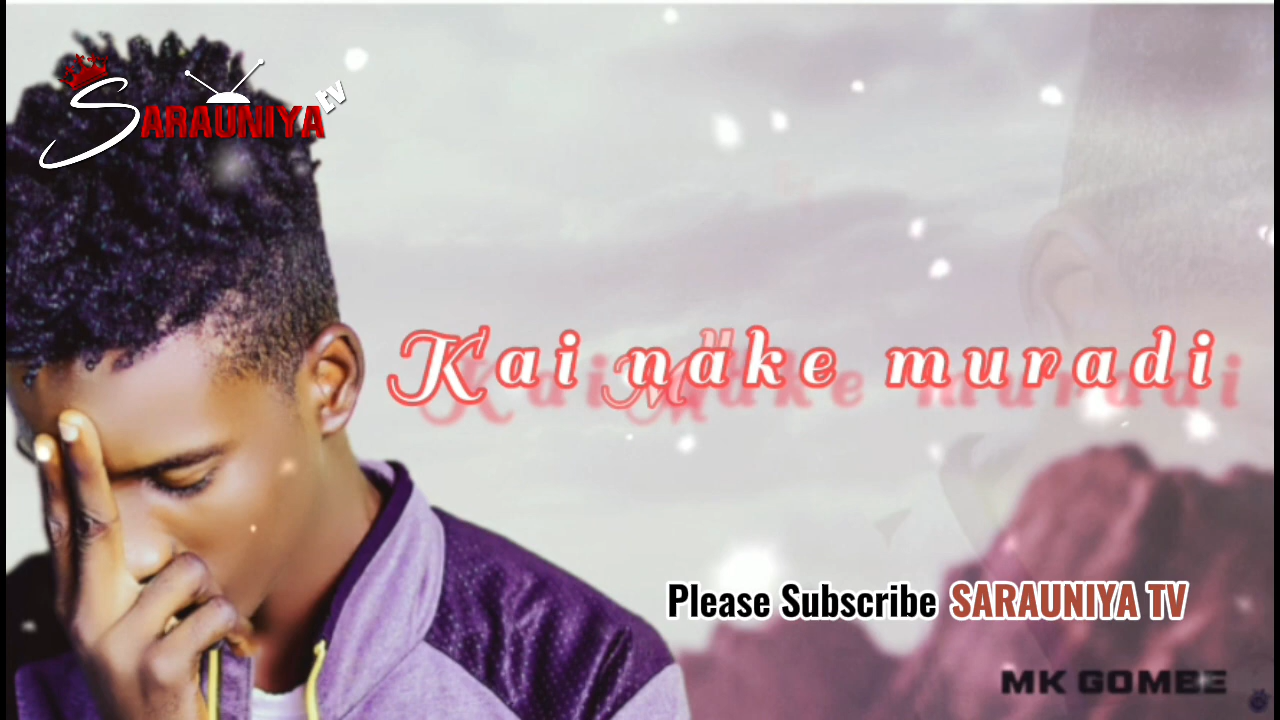 SARAUNIYA tv
Kai nake muradi
Please Subscribe SARAUNIYA TV
MK GOMBE